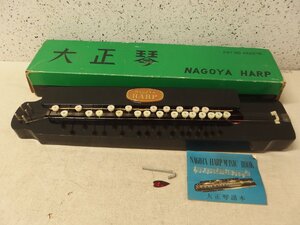 大正琴
NAGOYA HARP
HARP
NAGOYA HARP MUSIC BOOK
大正琴譜本